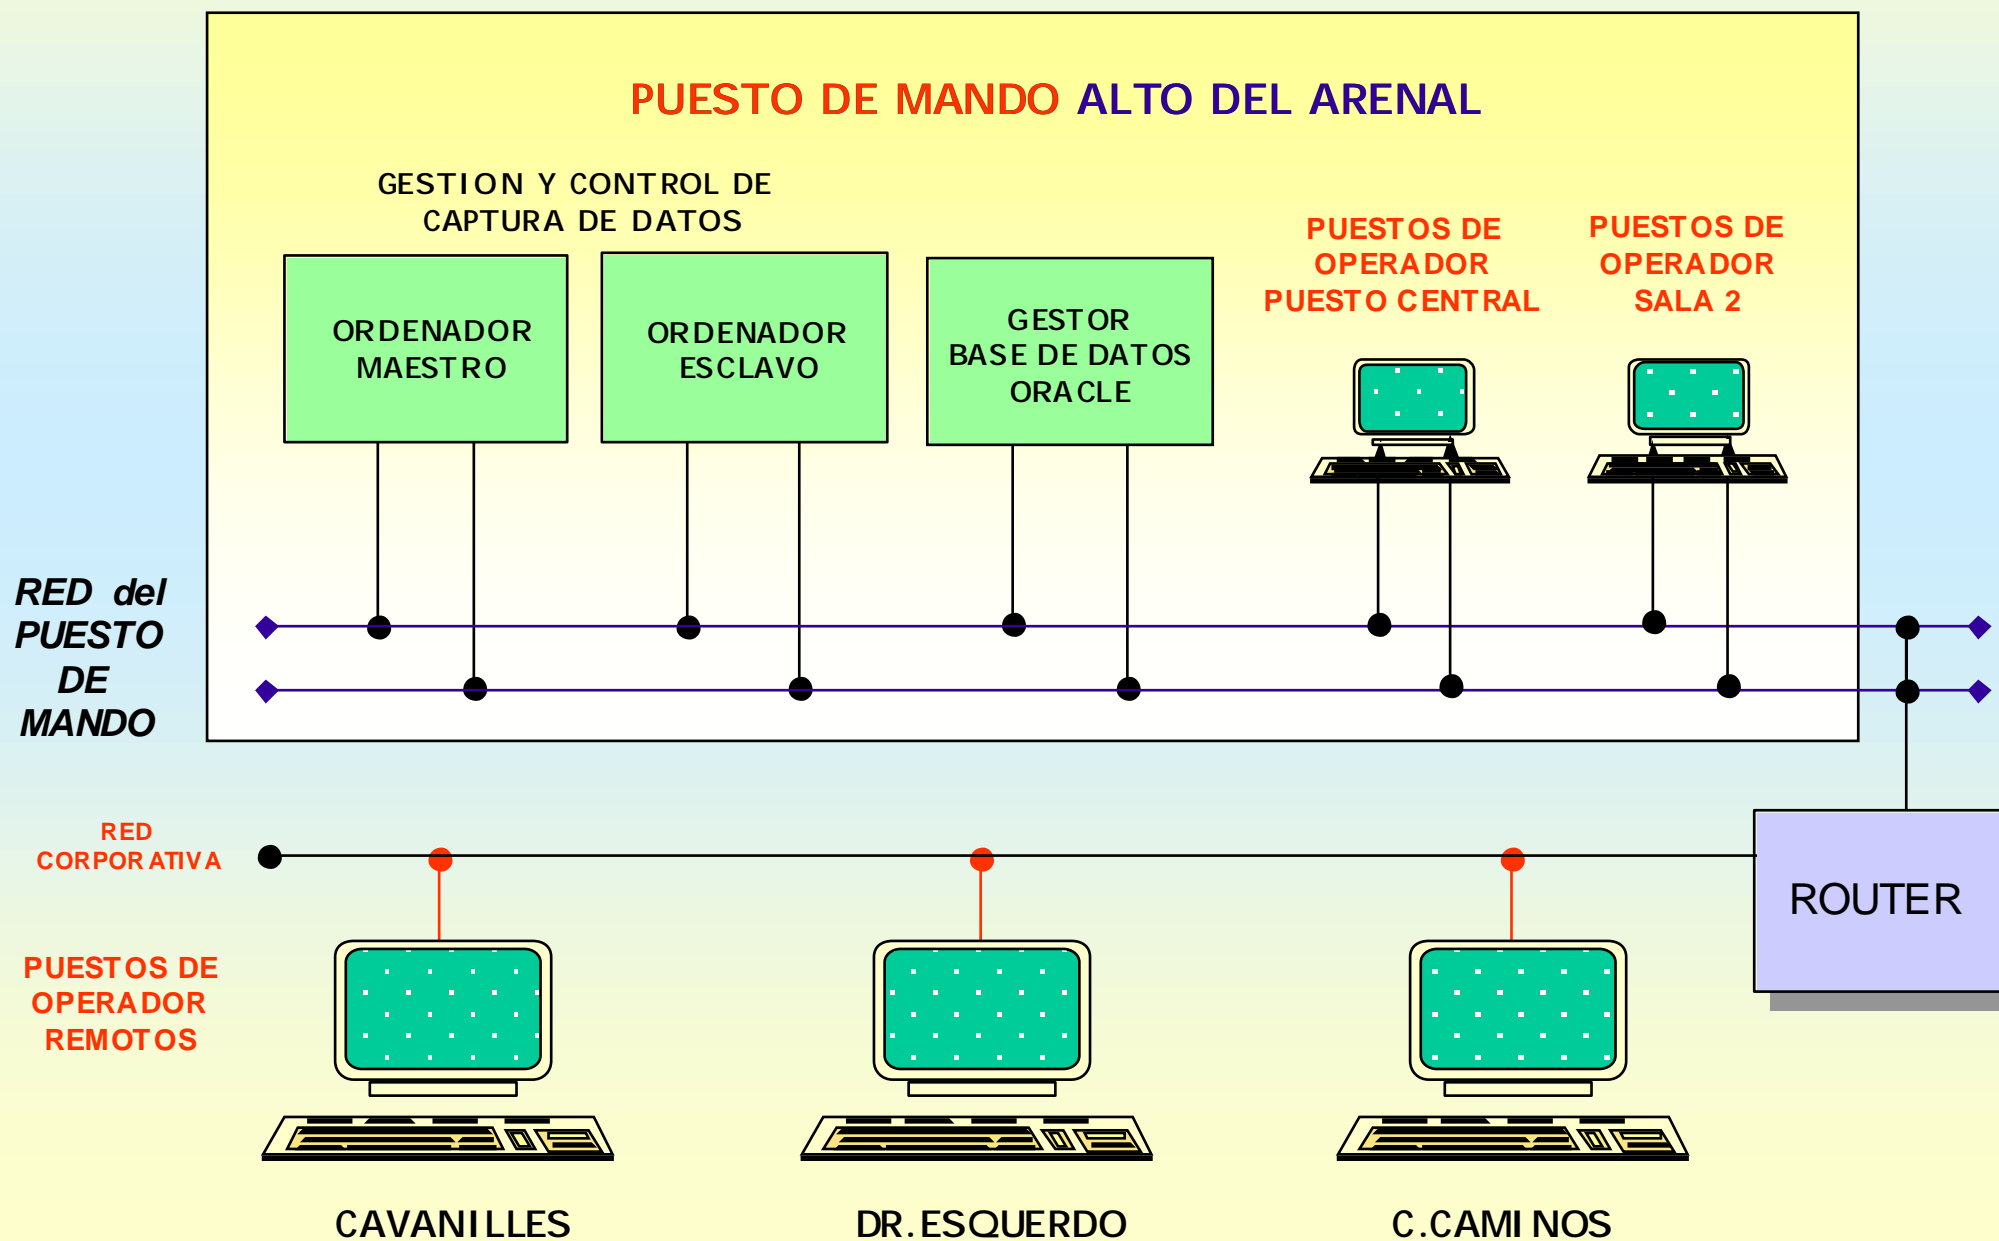 PUESTO DE MANDO ALTO DEL ARENAL
GESTION Y CONTROL DE
CAPTURA DE DATOS
ORDENADOR
MAESTRO
ORDENADOR
ESCLAVO
GESTOR
BASE DE DATOS
ORACLE
PUESTOS DE
OPERADOR
PUESTO CENTRAL
PUESTOS DE
OPERADOR
SALA 2
RED del
PUESTO
DE
MANDO
RED
CORPORATIVA
ROUTER
PUESTOS DE
OPERADOR
REMOTOS
CAVANILLES
DR.ESQUERDO
C.CAMINOS